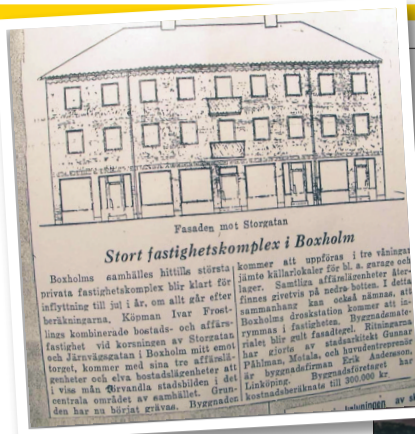 Fasaden mot Storgatan
Stort fastighetskomplex i Boxholm
Boxholms samhälles hittills största
privata fastighetskomplex blir klart för
inflyttning till jul i år, om allt går efter
beräkningarna. Köpman Ivar Frost-
lings kombinerade bostads- och affärs-
fastighet vid korsningen av Storgatan
och Järnvägsgatan i Boxholm mitt emot
torget, kommer med sina tre affärslä-
genheter och elva bostadslägenheter att
i viss mån förvandla stadsbilden i det
centrala området av samhället. Grun-
den har nu börjat grävas. Byggnaden
kommer att uppföras i tre våningar
jämte källarlokaler för bl. a. garage och
lager. Samtliga affärslägenheter åter-
finnes givetvis på nedre botten. I detta
sammanhang kan också nämnas, att
Boxholms droskstation kommer att in-
rymmas i fastigheten. Byggnadsmate-
rialet blir gult fasadtegel. Ritningarna
har gjorts av stadsarkitekt Gunnar
Påhlman, Motala, och huvudentreprenör
är byggnadsfirman Erik Andersson,
Linköping. Byggnadsföretaget har
kostnadsberäknats till 300.000 kr.